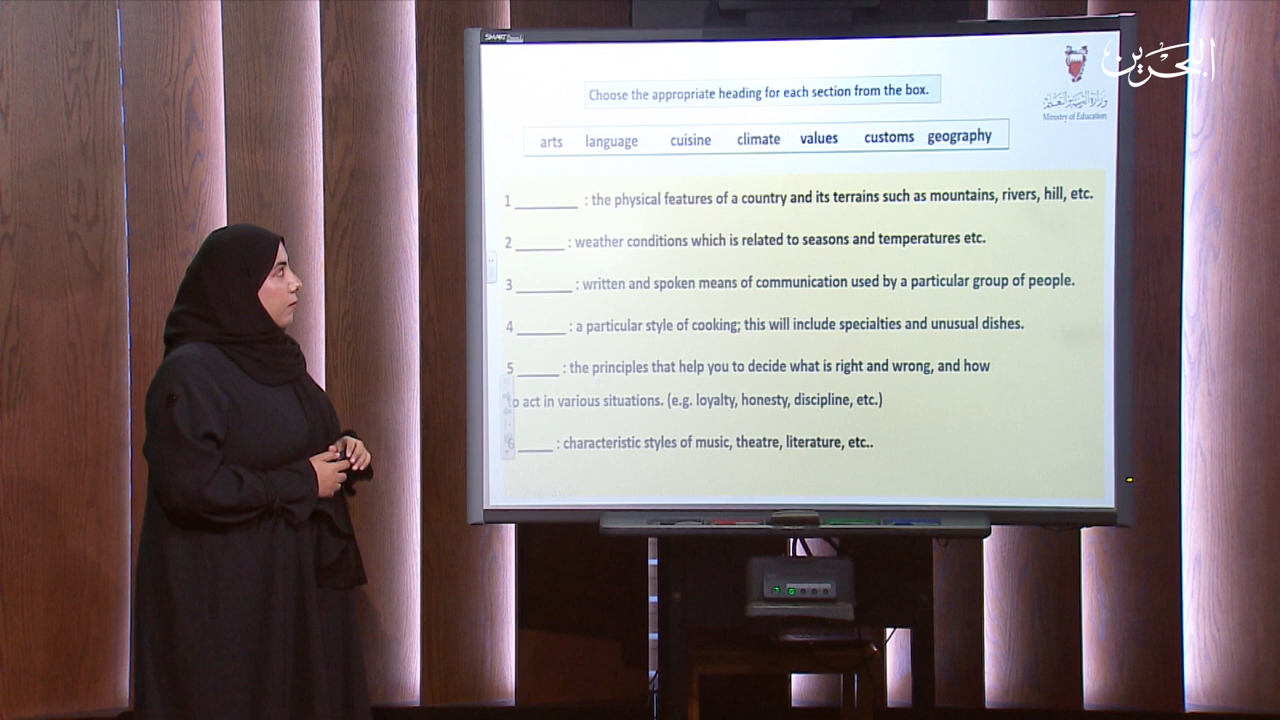 SMART
البحرين
وزارة التربية والتعليم
Ministry of Education
Choose the appropriate heading for each section from the box.
arts language cuisine climate values customs geography
1 ________ : the physical features of a country and its terrains such as mountains, rivers, hill, etc.
2 ______ : weather conditions which is related to seasons and temperatures etc.
3 _______ : written and spoken means of communication used by a particular group of people.
4 ______ : a particular style of cooking; this will include specialties and unusual dishes.
5 _____ : the principles that help you to decide what is right and wrong, and how
to act in various situations. (e.g. loyalty, honesty, discipline, etc.)
6 ____ : characteristic styles of music, theatre, literature, etc..